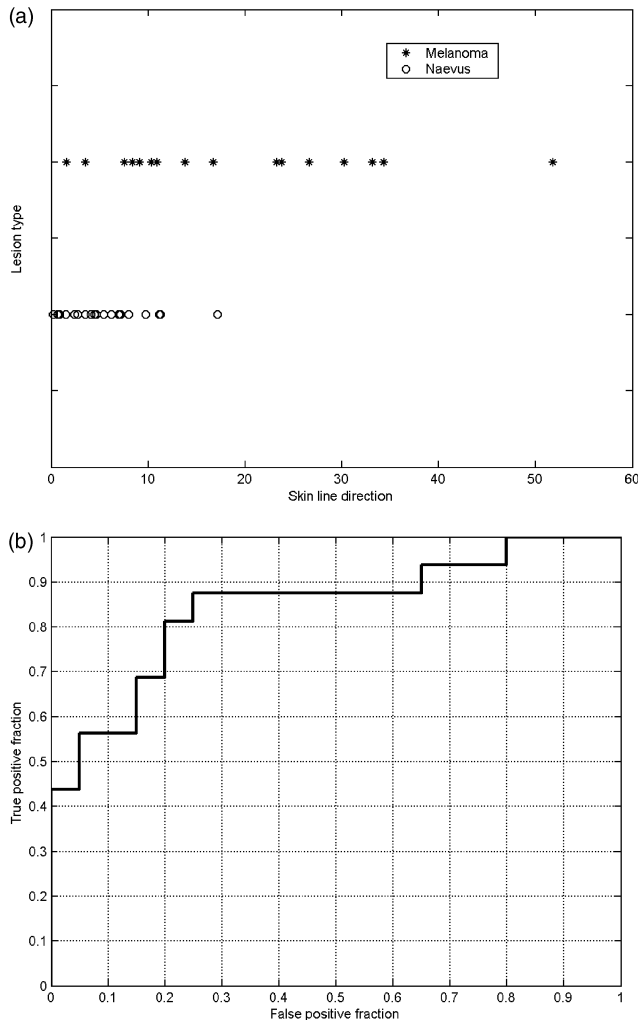 (a)
Melanoma
Naevus
Lesion type
0 10 20 30 40 50 60
Skin line direction
(b)
1
0.9
0.8
0.7
0.6
0.5
0.4
0.3
0.2
0.1
0
True positive fraction
0 0.1 0.2 0.3 0.4 0.5 0.6 0.7 0.8 0.9 1
False positive fraction